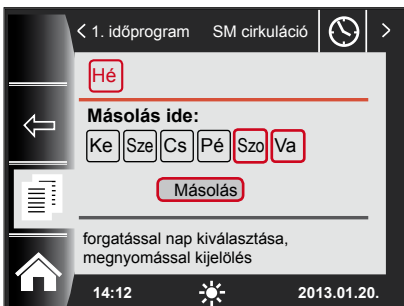 1. időprogram SM cirkuláció
Hé
Másolás ide:
Ke Sze Cs Pé Szo Va
Másolás
forgatással nap kiválasztása,
megnyomással kijelölés
14:12 2013.01.20.